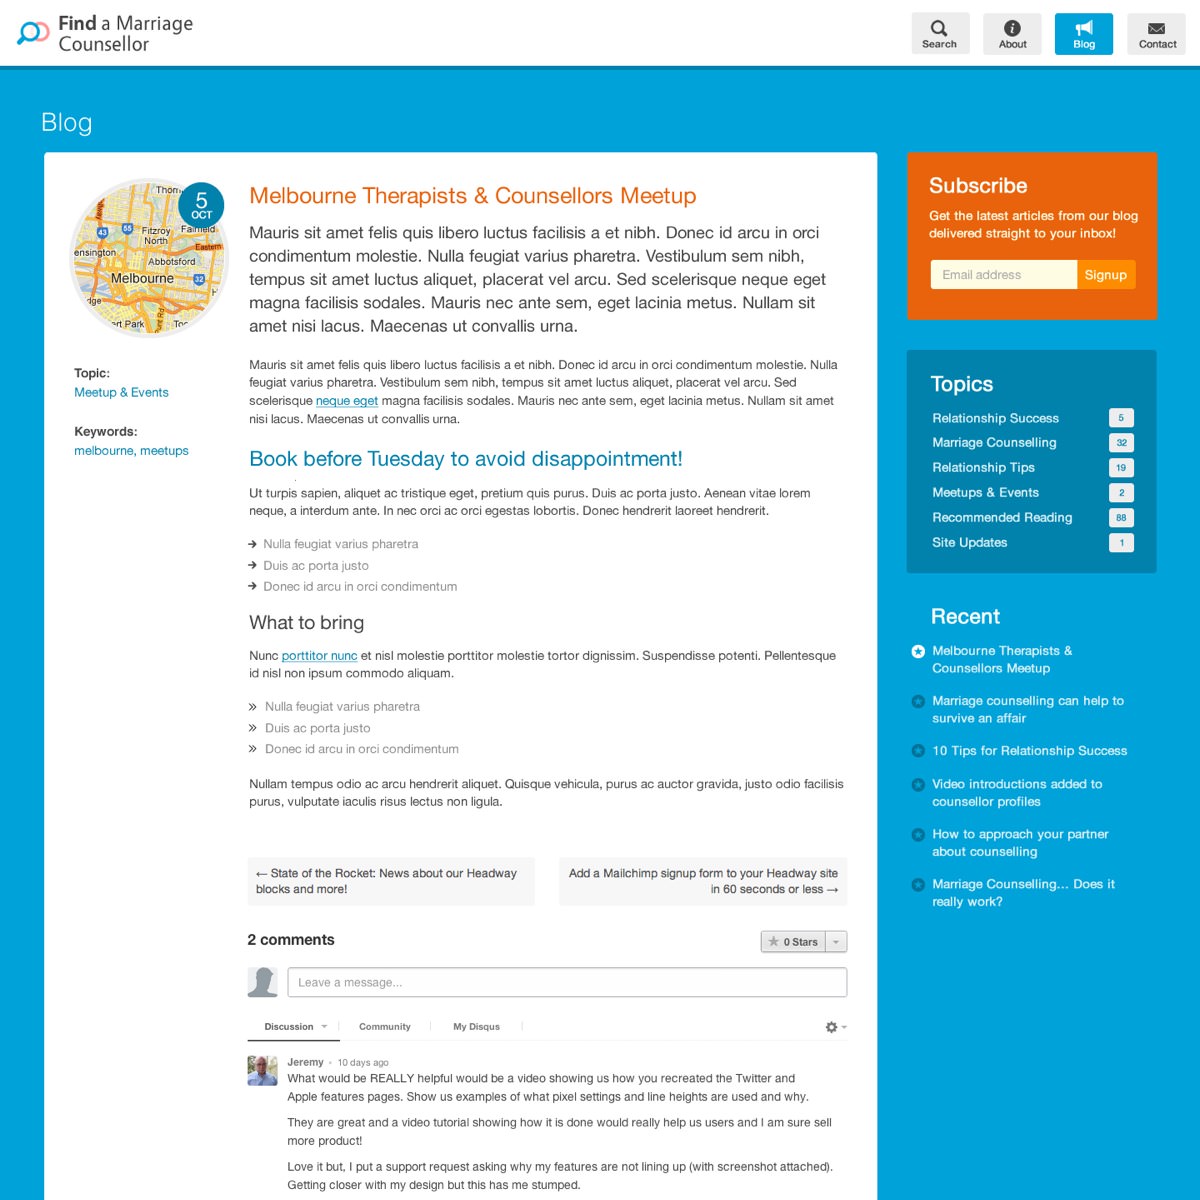 Find a Marriage
Counsellor
Search
About
Blog
Contact
Blog
Fitzroy
North
Abbotsford
Melbourne
Eastern
43
55
32
5
OCT
Topic:
Meetup & Events
Keywords:
melbourne, meetups
Melbourne Therapists & Counsellors Meetup
Mauris sit amet felis quis libero luctus facilisis a et nibh. Donec id arcu in orci
condimentum molestie. Nulla feugiat varius pharetra. Vestibulum sem nibh,
tempus sit amet luctus aliquet, placerat vel arcu. Sed scelerisque neque eget
magna facilisis sodales. Mauris nec ante sem, eget lacinia metus. Nullam sit
amet nisi lacus. Maecenas ut convallis urna.
Mauris sit amet felis quis libero luctus facilisis a et nibh. Donec id arcu in orci condimentum molestie. Nulla
feugiat varius pharetra. Vestibulum sem nibh, tempus sit amet luctus aliquet, placerat vel arcu. Sed
scelerisque neque eget magna facilisis sodales. Mauris nec ante sem, eget lacinia metus. Nullam sit amet
nisi lacus. Maecenas ut convallis urna.
Book before Tuesday to avoid disappointment!
Ut turpis sapien, aliquet ac tristique eget, pretium quis purus. Duis ac porta justo. Aenean vitae lorem
neque, a interdum ante. In nec orci ac orci egestas lobortis. Donec hendrerit laoreet hendrerit.
→ Nulla feugiat varius pharetra
→ Duis ac porta justo
→ Donec id arcu in orci condimentum
What to bring
Nunc porttitor nunc et nisl molestie porttitor molestie tortor dignissim. Suspendisse potenti. Pellentesque
id nisl non ipsum commodo aliquam.
» Nulla feugiat varius pharetra
» Duis ac porta justo
» Donec id arcu in orci condimentum
Nullam tempus odio ac arcu hendrerit aliquet. Quisque vehicula, purus ac auctor gravida, justo odio facilisis
purus, vulputate iaculis risus lectus non ligula.
← State of the Rocket: News about our Headway
blocks and more!
Add a Mailchimp signup form to your Headway site
in 60 seconds or less →
2 comments
0 Stars
Leave a message...
Discussion
Community
My Disqus
Jeremy • 10 days ago
What would be REALLY helpful would be a video showing us how you recreated the Twitter and
Apple features pages. Show us examples of what pixel settings and line heights are used and why.
They are great and a video tutorial showing how it is done would really help us users and I am sure sell
more product!
Love it but, I put a support request asking why my features are not lining up (with screenshot attached).
Getting closer with my design but this has me stumped.
Subscribe
Get the latest articles from our blog
delivered straight to your inbox!
Email address
Signup
Topics
Relationship Success 5
Marriage Counselling 32
Relationship Tips 19
Meetups & Events 2
Recommended Reading 88
Site Updates 1
Recent
Melbourne Therapists &
Counsellors Meetup
Marriage counselling can help to
survive an affair
10 Tips for Relationship Success
Video introductions added to
counsellor profiles
How to approach your partner
about counselling
Marriage Counselling... Does it
really work?